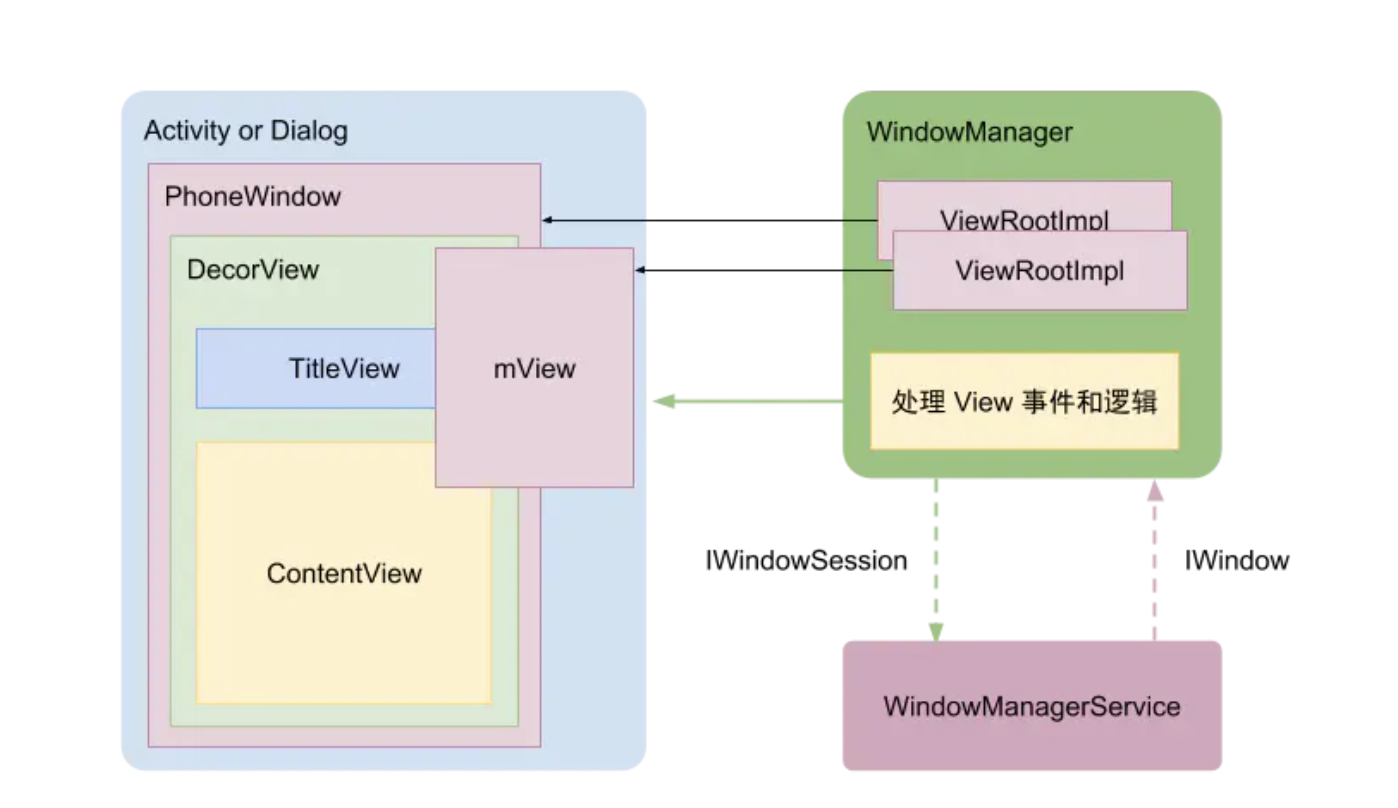 Activity or Dialog
PhoneWindow
DecorView
TitleView
mView
ContentView
WindowManager
ViewRootImpl
ViewRootImpl
处理 View 事件和逻辑
IWindowSession
IWindow
WindowManagerService